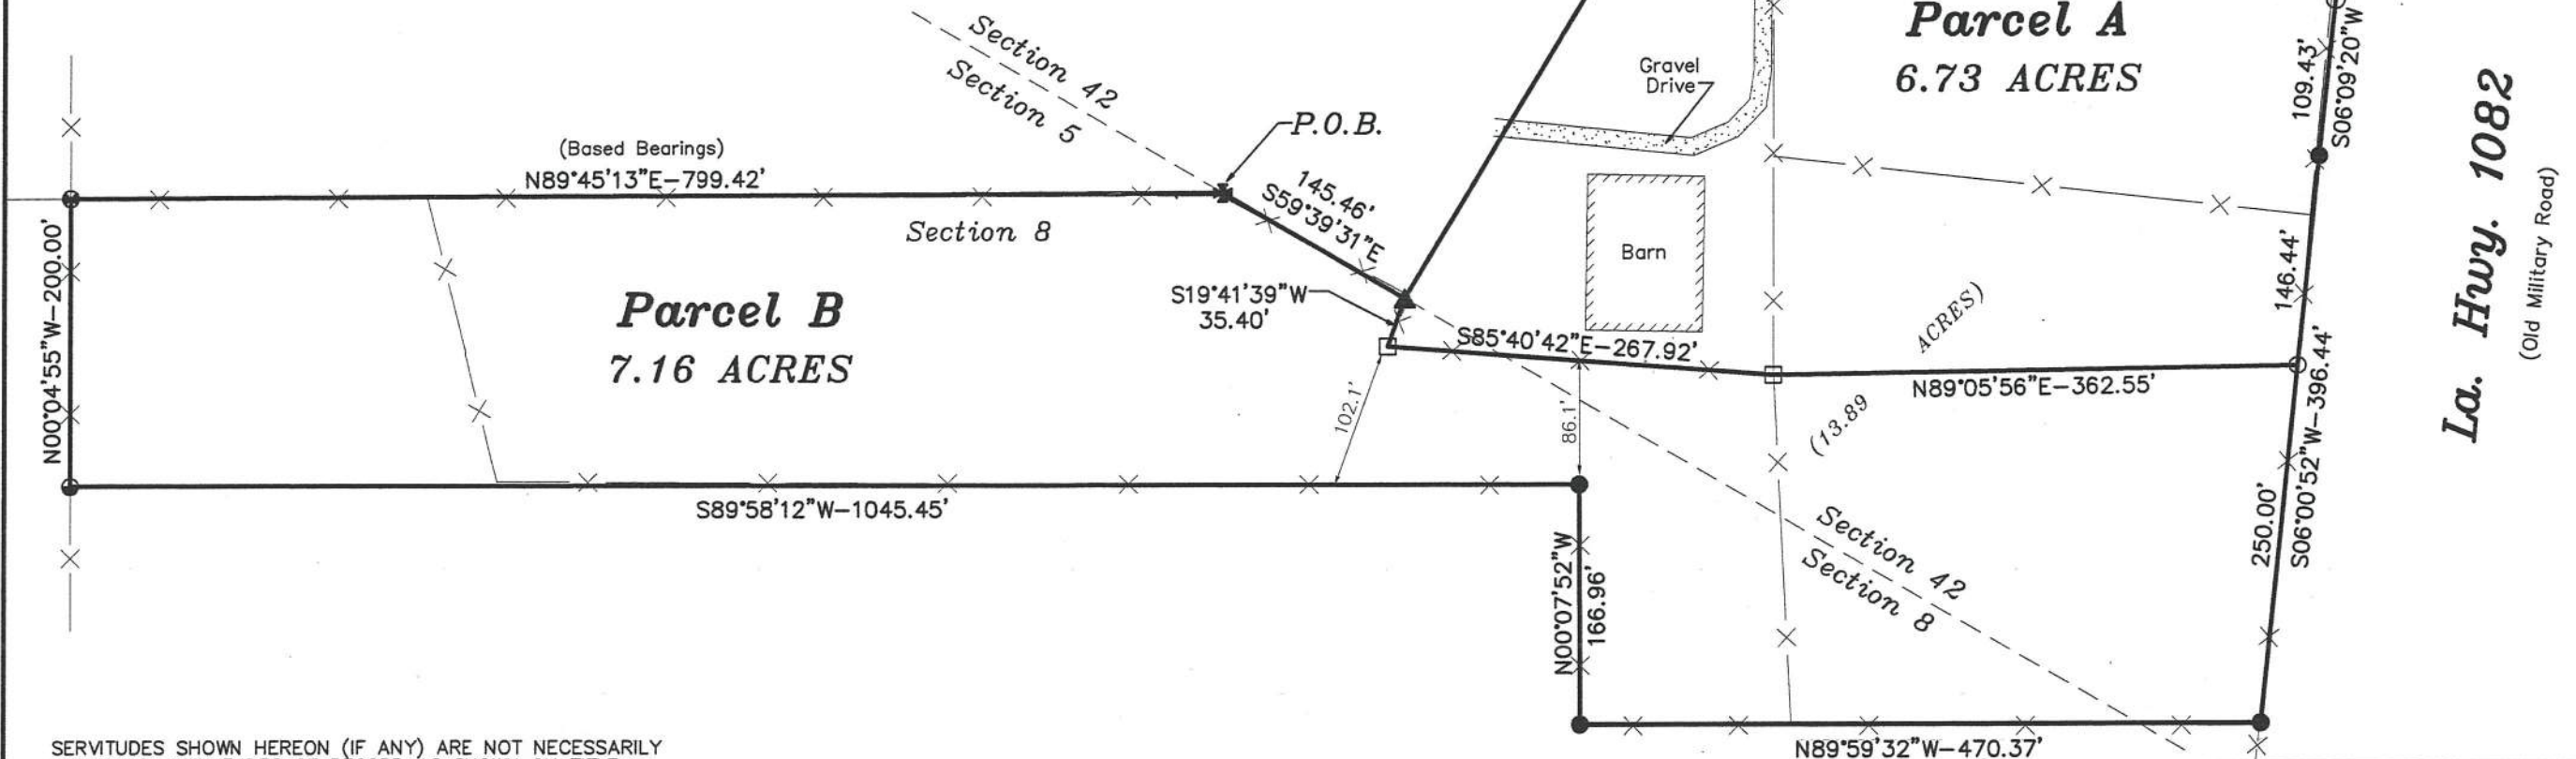 Section 42
Section 5
P.O.B.
(Based Bearings)
N89°45'13"E-799.42'
Section 8
145.46'
S59°39'31"E
S19°41'39"W
35.40'
N00°04'55"W-200.00'
Parcel B
7.16 ACRES
S89°58'12"W-1045.45'
102.1'
86.1'
Gravel
Drive
Barn
Parcel A
6.73 ACRES
109.43'
S06°09'20"W
146.44'
S85°40'42"E-267.92'
N89°05'56"E-362.55'
(13.89
ACRES)
S06°00'52"W-396.44'
250.00'
La. Hwy. 1082
(Old Military Road)
N00°07'52"W
166.96'
Section 42
Section 8
N89°59'32"W-470.37'
SERVITUDES SHOWN HEREON (IF ANY) ARE NOT NECESSARILY